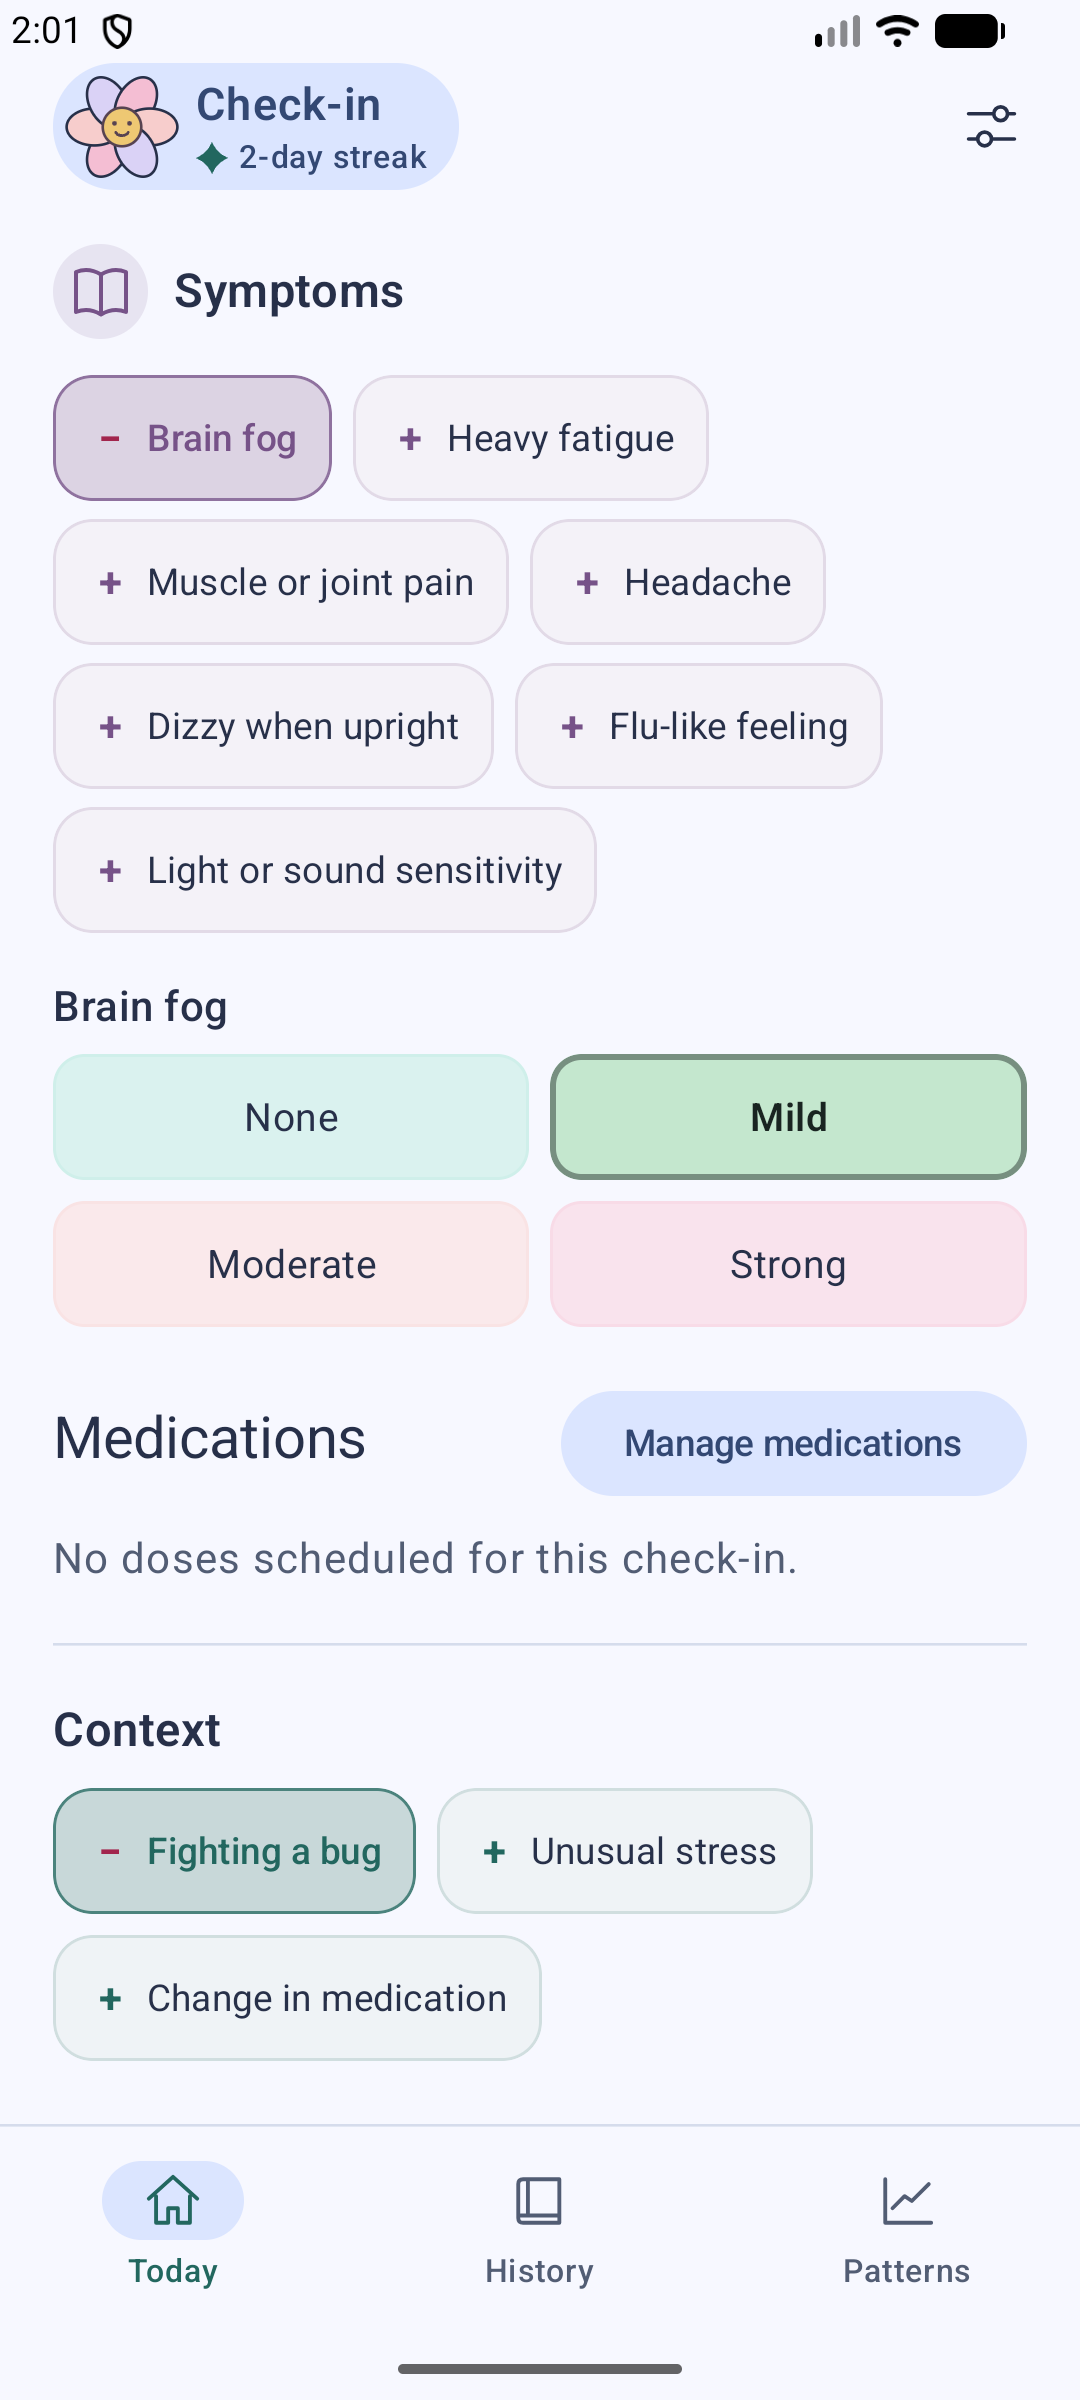 2:01
Check-in
2-day streak
Symptoms
− Brain fog
+ Heavy fatigue
+ Muscle or joint pain
+ Headache
+ Dizzy when upright
+ Flu-like feeling
+ Light or sound sensitivity
Brain fog
None
Mild
Moderate
Strong
Medications
Manage medications
No doses scheduled for this check-in.
Context
− Fighting a bug
+ Unusual stress
+ Change in medication
Today
History
Patterns